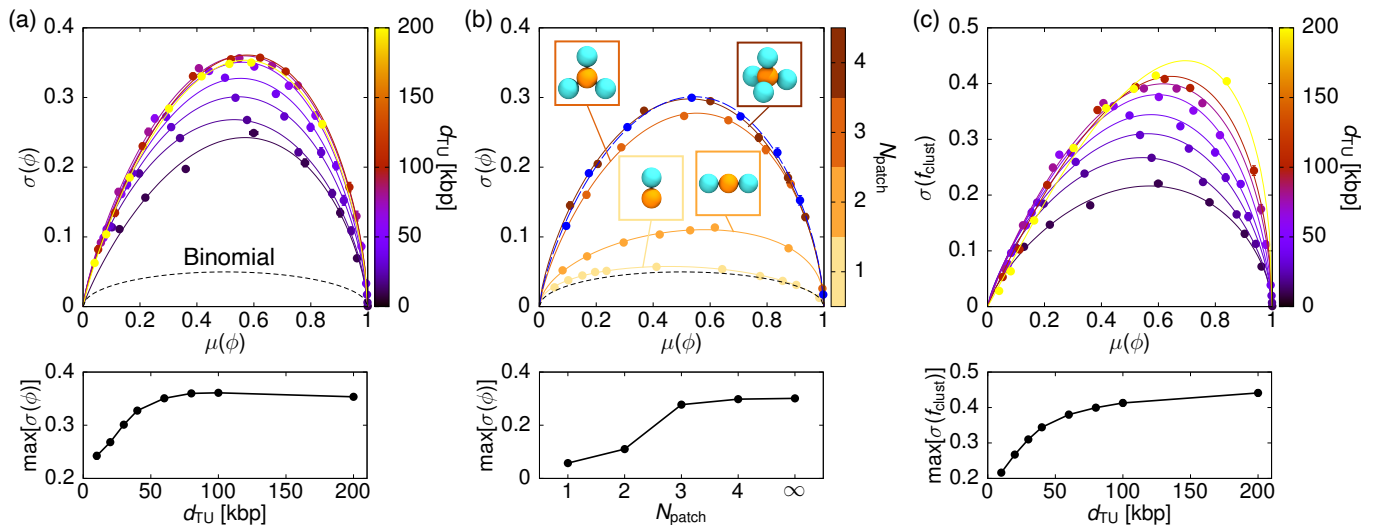 (a)
0.4
0.3
0.2
0.1
0
σ(ϕ)
Binomial
0 0.2 0.4 0.6 0.8 1
μ(ϕ)
200
150
100
50
0
d_TU [kbp]
0.4
0.3
0.2
max[σ(ϕ)]
0 50 100 150 200
d_TU [kbp]
(b)
0.4
0.3
0.2
0.1
0
σ(ϕ)
0 0.2 0.4 0.6 0.8 1
μ(ϕ)
4
3
2
1
N_patch
0.4
0.2
0
max[σ(ϕ)]
1 2 3 4 ∞
N_patch
(c)
0.5
0.4
0.3
0.2
0.1
0
σ(f_clust)
0 0.2 0.4 0.6 0.8 1
μ(ϕ)
200
150
100
50
0
d_TU [kbp]
0.5
0.4
0.3
0.2
max[σ(f_clust)]
0 50 100 150 200
d_TU [kbp]